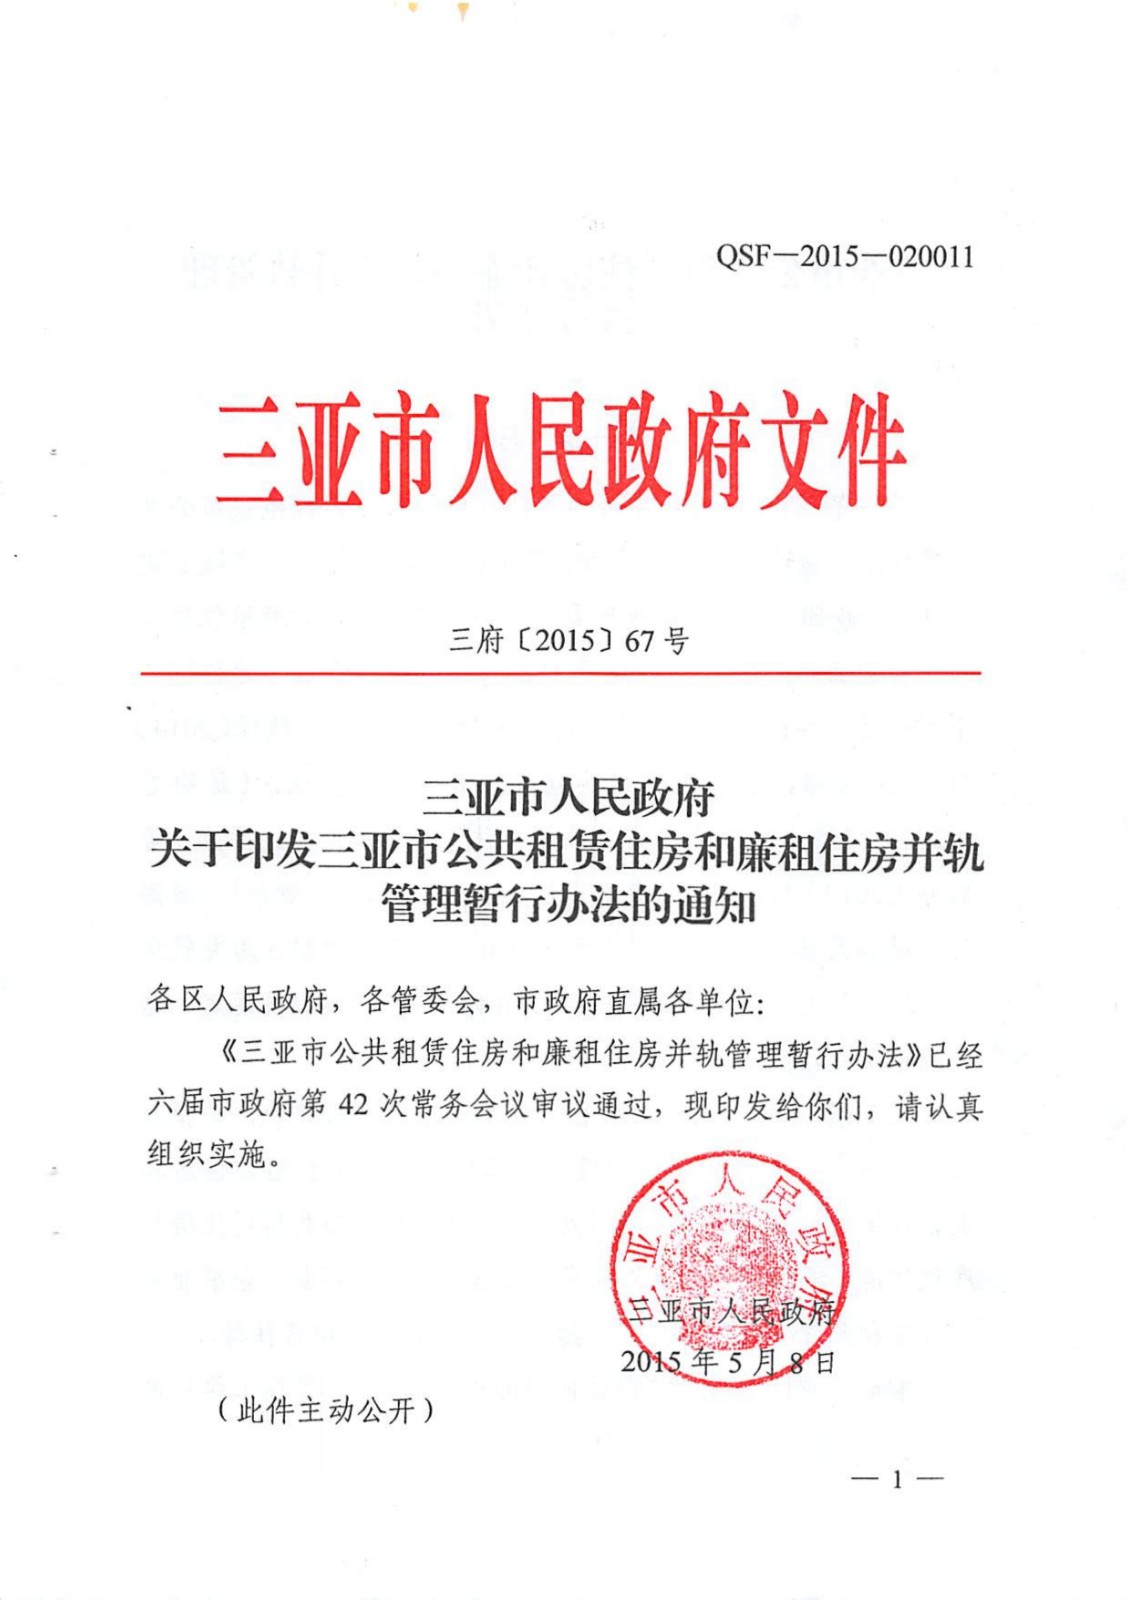 QSF—2015—020011
三亚市人民政府文件
三府〔2015〕67号
三亚市人民政府
关于印发三亚市公共租赁住房和廉租住房并轨
管理暂行办法的通知
各区人民政府，各管委会，市政府直属各单位：
《三亚市公共租赁住房和廉租住房并轨管理暂行办法》已经
六届市政府第 42 次常务会议审议通过，现印发给你们，请认真
组织实施。
三亚市人民政府
三亚市人民政府
2015 年 5 月 8 日
（此件主动公开）
— 1 —